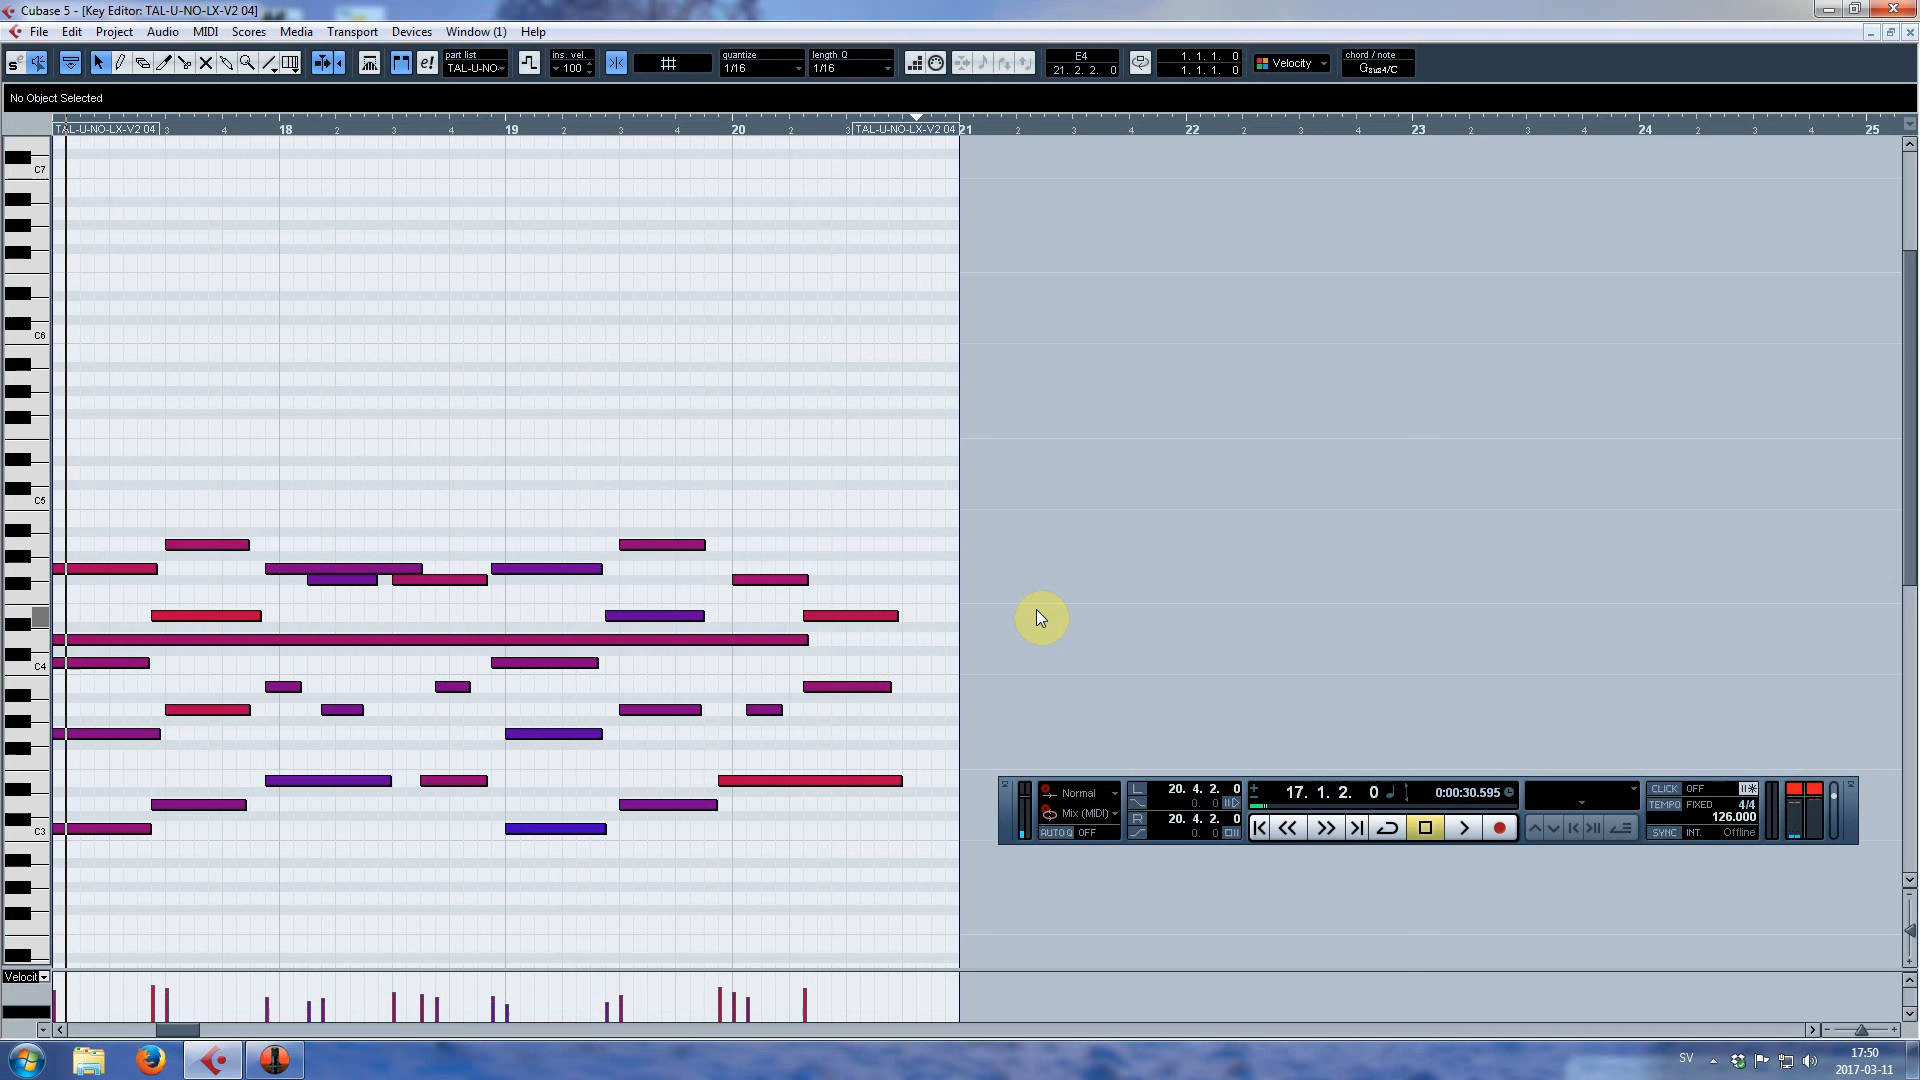 Cubase 5 - [Key Editor: TAL-U-NO-LX-V2 04]
File Edit Project Audio MIDI Scores Media Transport Devices Window (1) Help
part list ins. vel. quantize length Q E4 1. 1. 1. 0 chord / note
TAL-U-NO- 100 1/16 1/16 21. 2. 2. 0 1. 1. 1. 0 Velocity Gsus4/C
No Object Selected
TAL-U-NO-LX-V2 04 3 4 18 2 3 4 19 2 3 4 20 2 3 TAL-U-NO-LX-V2 04 21 2 3 4 22 2 3 4 23 2 3 4 24 2 3 4 25
C7
C6
C5
C4
C3
Normal L 20. 4. 2. 0 17. 1. 2. 0 0:00:30.595 CLICK OFF
0. 0 TEMPO FIXED 4/4
Mix (MIDI) R 20. 4. 2. 0 126.000
AUTO Q OFF 0. 0 SYNC INT. Offline
Velocit
SV 17:50
2017-03-11